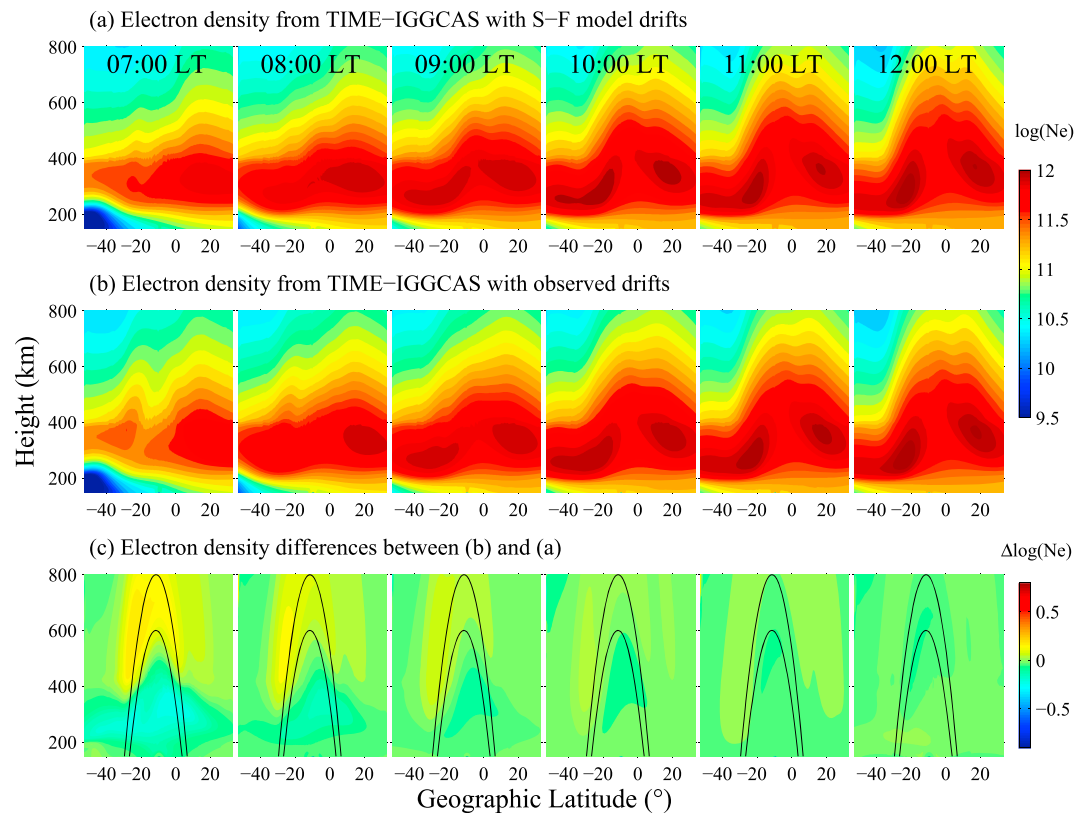 (a) Electron density from TIME−IGGCAS with S−F model drifts
07:00 LT 08:00 LT 09:00 LT 10:00 LT 11:00 LT 12:00 LT
800
600
400
200
−40 −20 0 20 −40 −20 0 20 −40 −20 0 20 −40 −20 0 20 −40 −20 0 20 −40 −20 0 20
log(Ne)
12
11.5
11
10.5
10
9.5
(b) Electron density from TIME−IGGCAS with observed drifts
800
600
400
200
−40 −20 0 20 −40 −20 0 20 −40 −20 0 20 −40 −20 0 20 −40 −20 0 20 −40 −20 0 20
Height (km)
(c) Electron density differences between (b) and (a)
800
600
400
200
−40 −20 0 20 −40 −20 0 20 −40 −20 0 20 −40 −20 0 20 −40 −20 0 20 −40 −20 0 20
Δlog(Ne)
0.5
0
−0.5
Geographic Latitude (°)